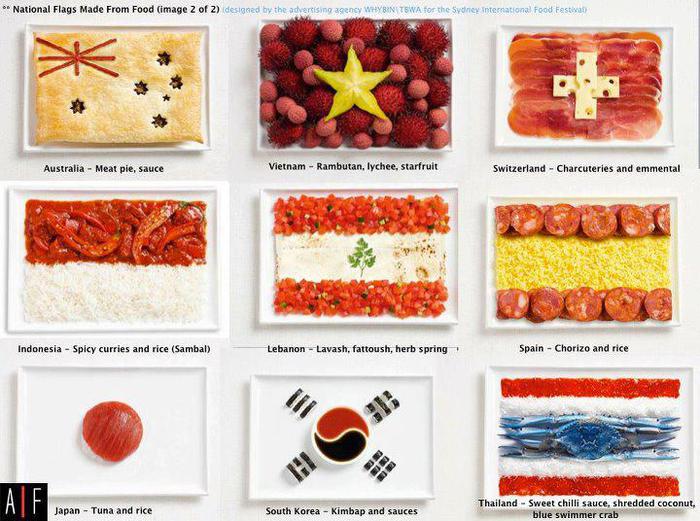 ** National Flags Made From Food (image 2 of 2) (designed by the advertising agency WHYBIN\TBWA for the Sydney International Food Festival)
Australia – Meat pie, sauce
Vietnam – Rambutan, lychee, starfruit
Switzerland – Charcuteries and emmental
Indonesia – Spicy curries and rice (Sambal)
Lebanon – Lavash, fattoush, herb spring
Spain – Chorizo and rice
Japan – Tuna and rice
South Korea – Kimbap and sauces
Thailand – Sweet chilli sauce, shredded coconut,
blue swimmer crab
A|F